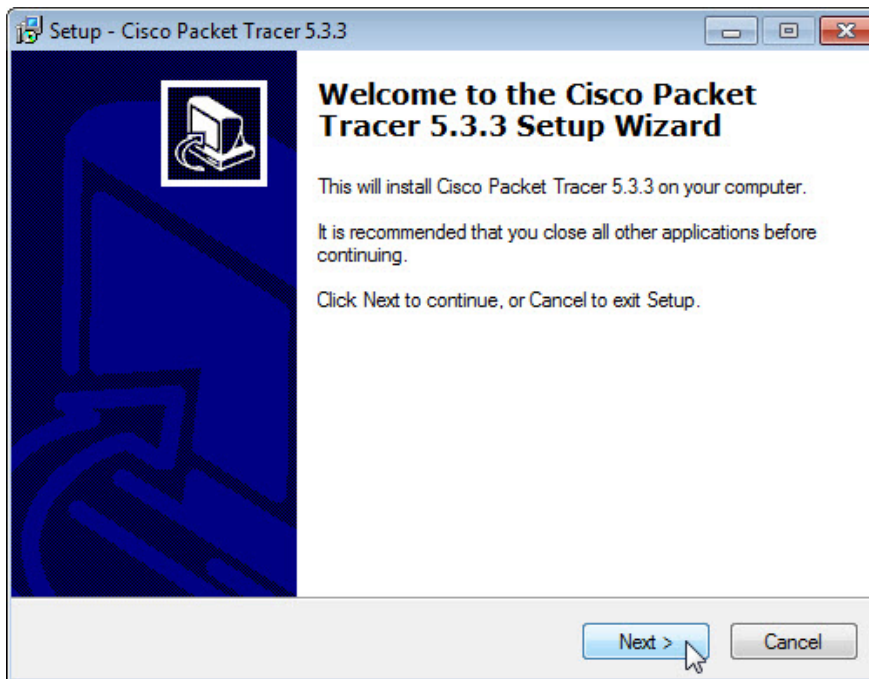 Setup - Cisco Packet Tracer 5.3.3
Welcome to the Cisco Packet
Tracer 5.3.3 Setup Wizard
This will install Cisco Packet Tracer 5.3.3 on your computer.
It is recommended that you close all other applications before
continuing.
Click Next to continue, or Cancel to exit Setup.
Next >
Cancel